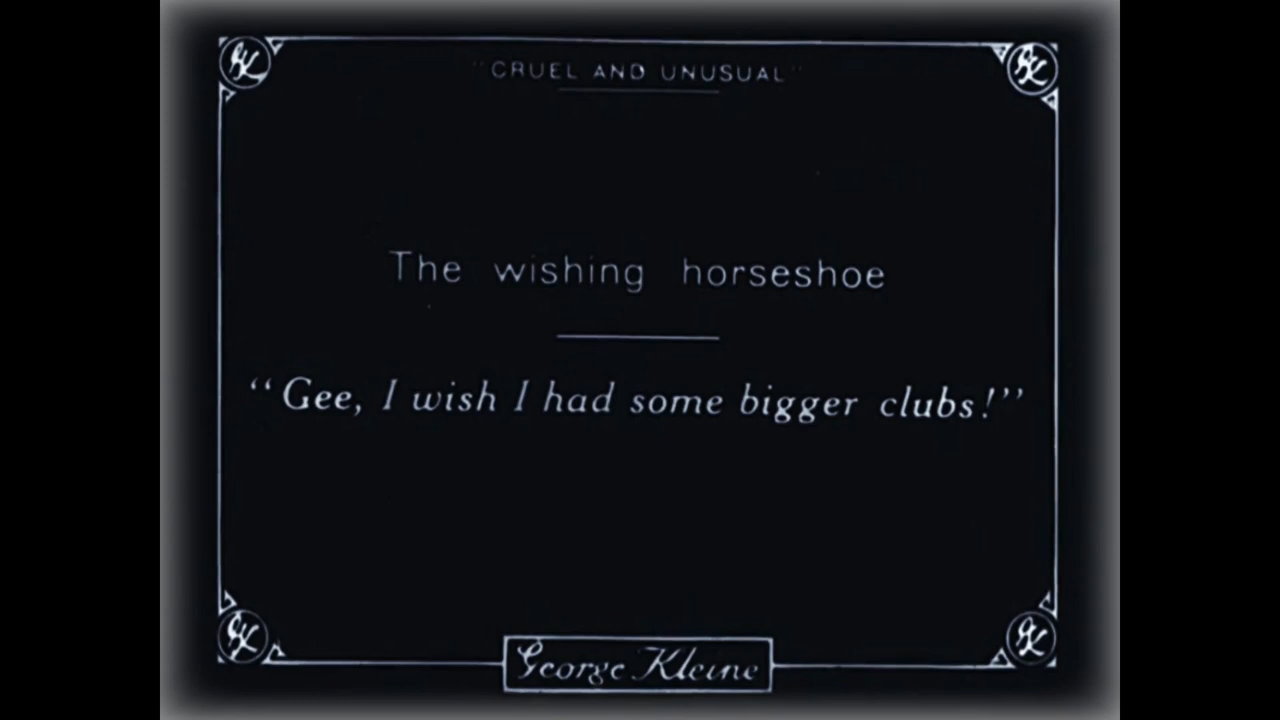 "CRUEL AND UNUSUAL"
The wishing horseshoe
"Gee, I wish I had some bigger clubs!"
George Kleine